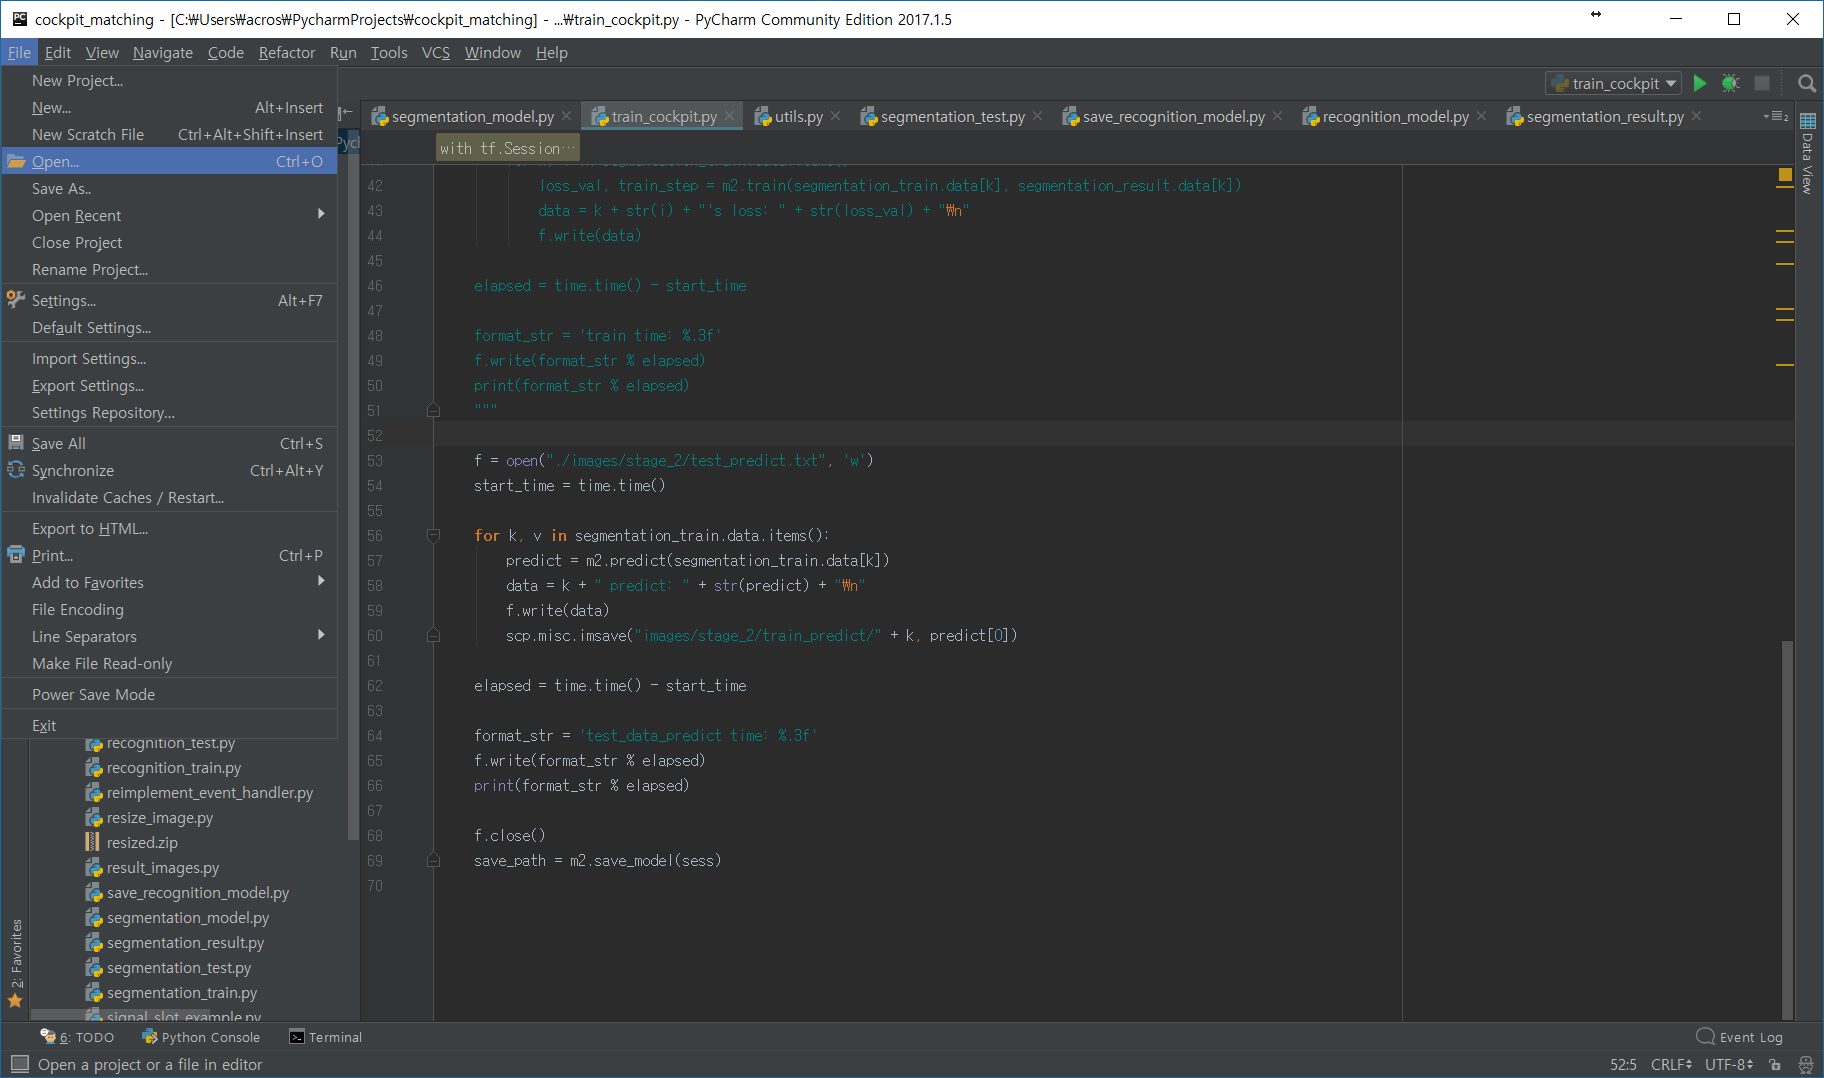 cockpit_matching - [C:₩Users₩acros₩PycharmProjects₩cockpit_matching] - ...₩train_cockpit.py - PyCharm Community Edition 2017.1.5
File Edit View Navigate Code Refactor Run Tools VCS Window Help
train_cockpit
New Project...
New... Alt+Insert
New Scratch File Ctrl+Alt+Shift+Insert
Open... Ctrl+O
Save As..
Open Recent
Close Project
Rename Project...
Settings... Alt+F7
Default Settings...
Import Settings...
Export Settings...
Settings Repository...
Save All Ctrl+S
Synchronize Ctrl+Alt+Y
Invalidate Caches / Restart...
Export to HTML...
Print... Ctrl+P
Add to Favorites
File Encoding
Line Separators
Make File Read-only
Power Save Mode
Exit
recognition_test.py
recognition_train.py
reimplement_event_handler.py
resize_image.py
resized.zip
result_images.py
save_recognition_model.py
segmentation_model.py
segmentation_result.py
segmentation_test.py
segmentation_train.py
signal_slot_example.py
2: Favorites
segmentation_model.py train_cockpit.py utils.py segmentation_test.py save_recognition_model.py recognition_model.py segmentation_result.py
with tf.Session...
42 loss_val, train_step = m2.train(segmentation_train.data[k], segmentation_result.data[k])
43 data = k + str(i) + "'s loss: " + str(loss_val) + "₩n"
44 f.write(data)
45
46 elapsed = time.time() - start_time
47
48 format_str = 'train time: %.3f'
49 f.write(format_str % elapsed)
50 print(format_str % elapsed)
51 """
52
53 f = open("./images/stage_2/test_predict.txt", 'w')
54 start_time = time.time()
55
56 for k, v in segmentation_train.data.items():
57 predict = m2.predict(segmentation_train.data[k])
58 data = k + " predict: " + str(predict) + "₩n"
59 f.write(data)
60 scp.misc.imsave("images/stage_2/train_predict/" + k, predict[0])
61
62 elapsed = time.time() - start_time
63
64 format_str = 'test_data_predict time: %.3f'
65 f.write(format_str % elapsed)
66 print(format_str % elapsed)
67
68 f.close()
69 save_path = m2.save_model(sess)
70
Data View
6: TODO Python Console Terminal Event Log
Open a project or a file in editor 52:5 CRLF UTF-8